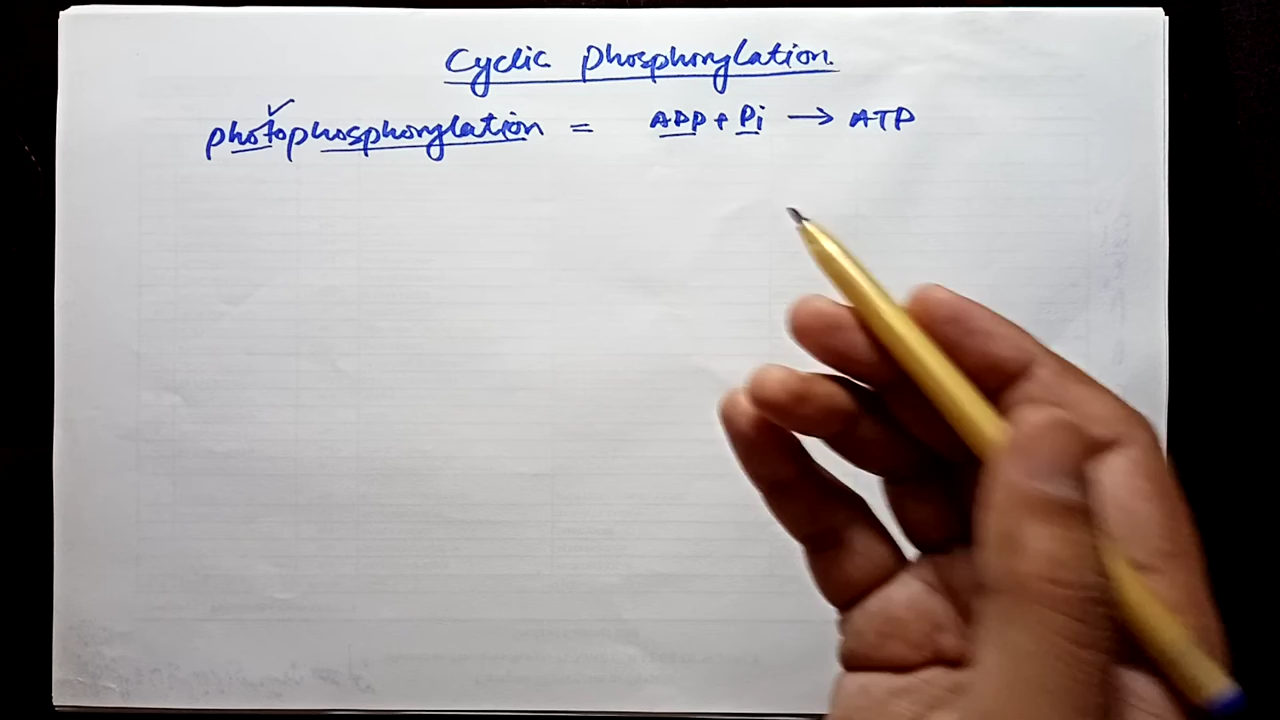 Cyclic phosphorylation.
photophosphorylation = ADP + Pi → ATP